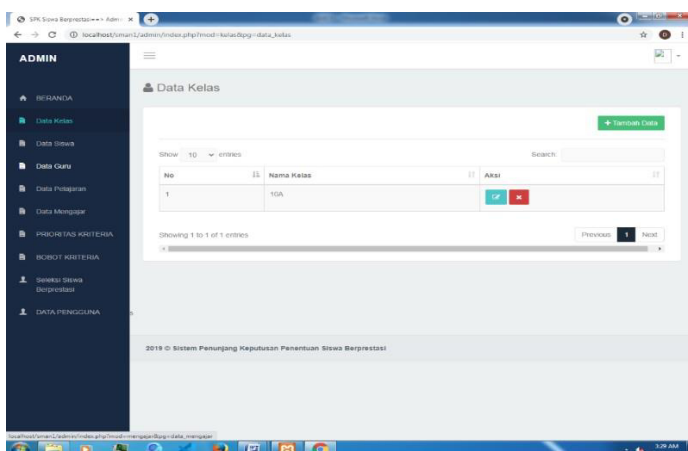 SPK Siswa Berprestasi ==> Admi
localhost/sman1/admin/index.php?mod=kelas&pg=data_kelas
ADMIN
BERANDA
Data Kelas
Data Siswa
Data Guru
Data Pelajaran
Data Mengajar
PRIORITAS KRITERIA
BOBOT KRITERIA
Seleksi Siswa
Berprestasi
DATA PENGGUNA
Data Kelas
+ Tambah Data
Show 10 entries
Search:
No Nama Kelas Aksi
1 10A
Showing 1 to 1 of 1 entries
Previous 1 Next
2019 © Sistem Penunjang Keputusan Penentuan Siswa Berprestasi
localhost/sman1/admin/index.php?mod=mengajar&pg=data_mengajar
3:29 AM